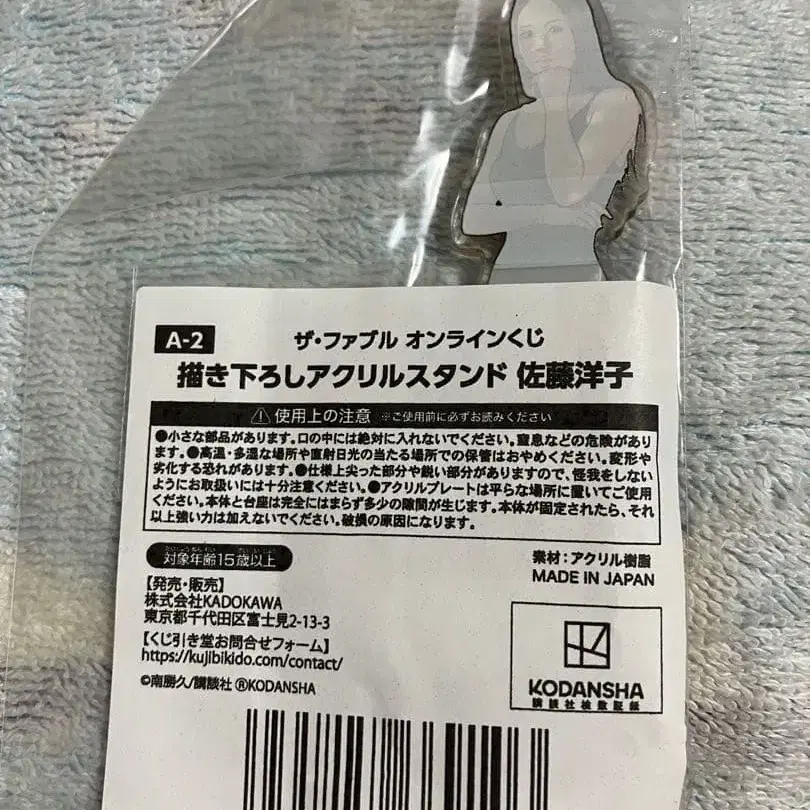 A-2
ザ・ファブル オンラインくじ
描き下ろしアクリルスタンド 佐藤洋子
⚠使用上の注意 ※ご使用前に必ずお読みください
●小さな部品があります。口の中には絶対に入れないでください。窒息などの危険があり
ます。●高温・多湿な場所や直射日光の当たる場所での保管はおやめください。変形や
劣化する恐れがあります。●仕様上尖った部分や鋭い部分がありますので、怪我をしない
ようにお取扱いには十分注意ください。●アクリルプレートは平らな場所に置いてご使用
ください。本体と台座は完全にはまらず多少の隙間が生じます。本体が固定されたら、それ
以上強い力は加えないでください。破損の原因になります。
対象年齢15歳以上
素材：アクリル樹脂
MADE IN JAPAN
【発売・販売】
株式会社KADOKAWA
東京都千代田区富士見2-13-3
【くじ引き堂お問合せフォーム】
https://kujibikido.com/contact/
©南勝久/講談社 ®KODANSHA
KODANSHA
講談社検数証紙